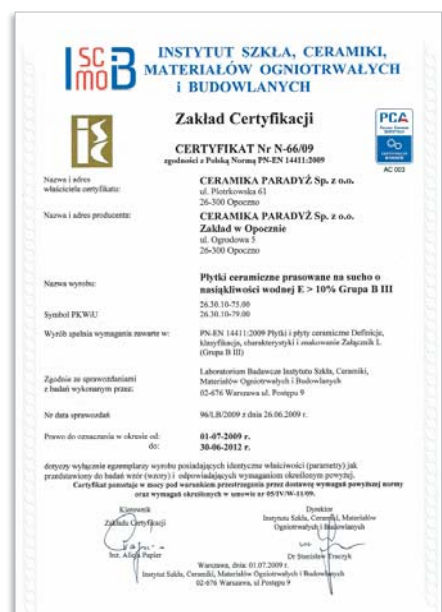 SC
I B
MO
INSTYTUT SZKŁA, CERAMIKI,
MATERIAŁÓW OGNIOTRWAŁYCH
i BUDOWLANYCH
Zakład Certyfikacji
PCA
AC 003
CERTYFIKAT Nr N-66/09
zgodności z Polską Normą PN-EN 14411:2009
Nazwa i adres
właściciela certyfikatu:
CERAMIKA PARADYŻ Sp. z o.o.
ul. Piotrkowska 61
26-300 Opoczno
Nazwa i adres producenta:
CERAMIKA PARADYŻ Sp. z o.o.
Zakład w Opocznie
ul. Ogrodowa 5
26-300 Opoczno
Nazwa wyrobu:
Płytki ceramiczne prasowane na sucho o
nasiąkliwości wodnej E > 10% Grupa B III
Symbol PKWiU
26.30.10-75.00
26.30.10-79.00
Wyrób spełnia wymagania zawarte w:
PN-EN 14411:2009 Płytki i płyty ceramiczne Definicje,
klasyfikacja, charakterystyki i znakowanie Załącznik L
(Grupa B III)
Zgodnie ze sprawozdaniami
z badań wykonanym przez:
Laboratorium Badawcze Instytutu Szkła, Ceramiki,
Materiałów Ogniotrwałych i Budowlanych
02-676 Warszawa ul. Postępu 9
Nr data sprawozdań
96/LB/2009 z dnia 26.06.2009 r.
Prawo do oznaczania w okresie od:
01-07-2009 r.
do:
30-06-2012 r.
dotyczy wyłącznie egzemplarzy wyrobu posiadających identyczne właściwości (parametry) jak
przedstawiony do badań wzór (wzory) i odpowiadających wymaganiom określonym powyżej.
Certyfikat pozostaje w mocy pod warunkiem przestrzegania przez dostawcę wymagań powyższej normy
oraz wymagań określonych w umowie nr 05/IV/W-11/09.
Kierownik
Zakładu Certyfikacji
Inż. Alicja Papier
Dyrektor
Instytutu Szkła, Ceramiki, Materiałów
Ogniotrwałych i Budowlanych
Dr Stanisław Traczyk
Warszawa, dnia: 01.07.2009 r.
Instytut Szkła, Ceramiki, Materiałów Ogniotrwałych i Budowlanych
02-676 Warszawa, ul Postępu 9